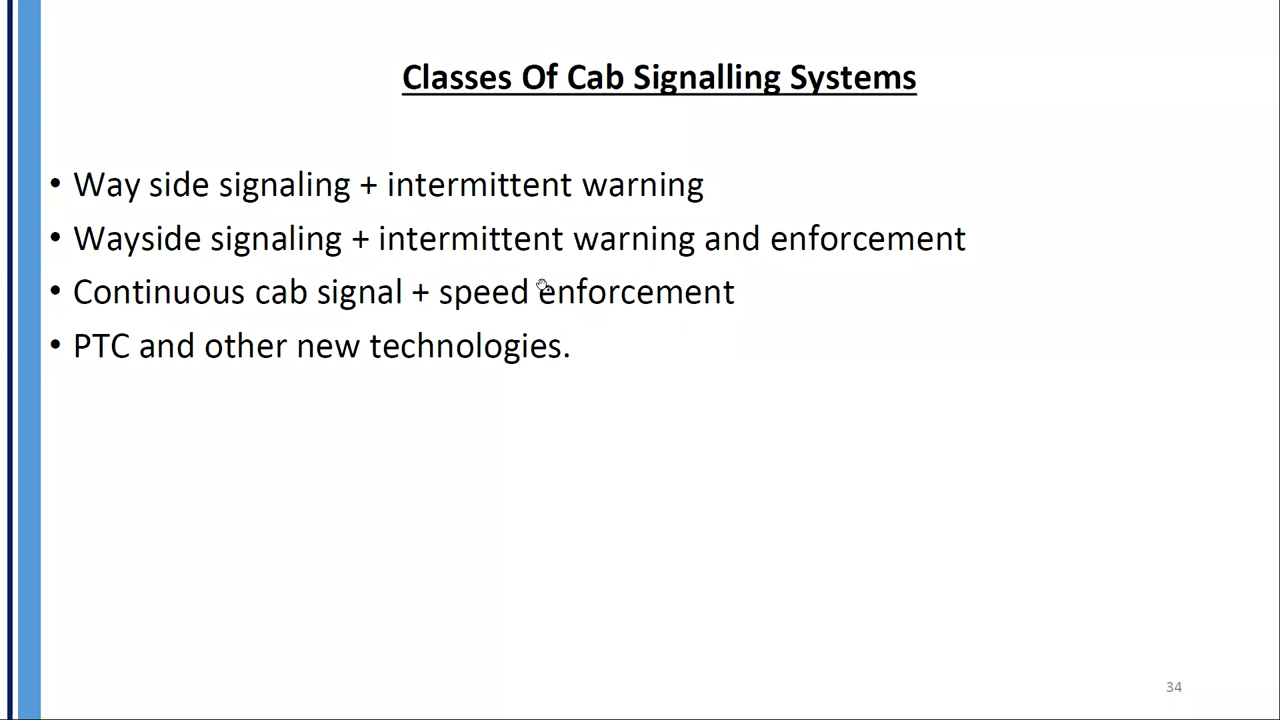 Classes Of Cab Signalling Systems
• Way side signaling + intermittent warning
• Wayside signaling + intermittent warning and enforcement
• Continuous cab signal + speed enforcement
• PTC and other new technologies.
34